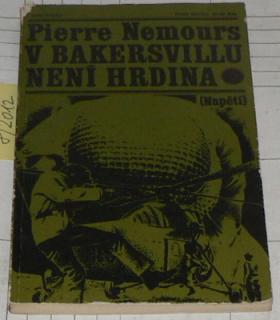 Pierre Nemours
V BAKERSVILLU
NENÍ HRDINA
(Napětí)